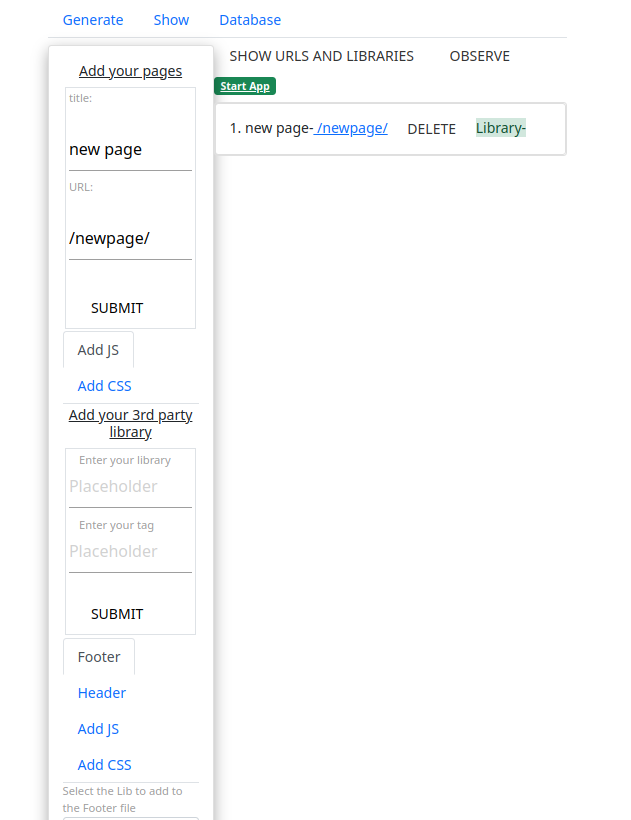 Generate Show Database
SHOW URLS AND LIBRARIES OBSERVE
Start App
1. new page- /newpage/ DELETE Library-
Add your pages
title:
new page
URL:
/newpage/
SUBMIT
Add JS
Add CSS
Add your 3rd party
library
Enter your library
Placeholder
Enter your tag
Placeholder
SUBMIT
Footer
Header
Add JS
Add CSS
Select the Lib to add to
the Footer file